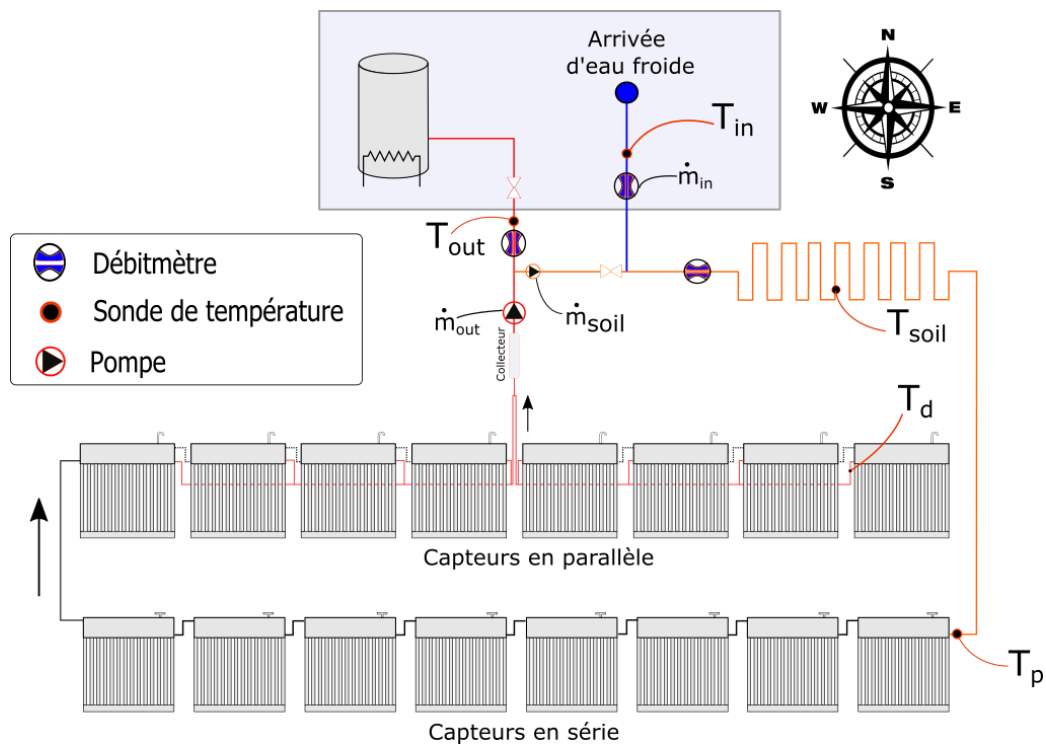 Arrivée
d'eau froide
N
W
E
S
T_in
ṁ_in
T_out
Débitmètre
Sonde de température
Pompe
ṁ_out
ṁ_soil
T_soil
Collecteur
T_d
Capteurs en parallèle
T_p
Capteurs en série